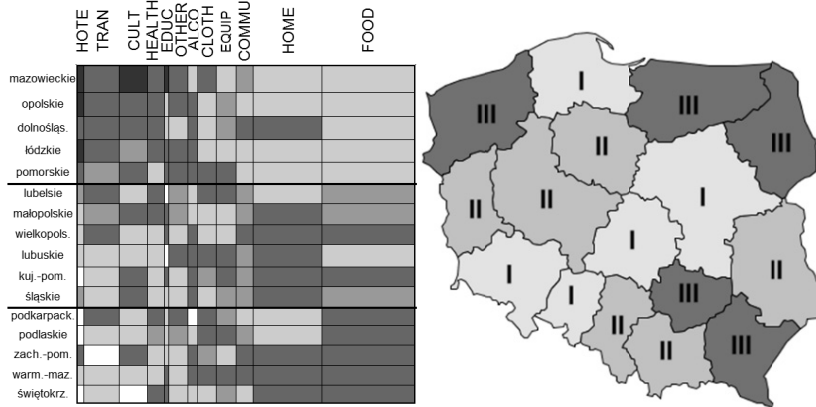 HOTE
TRAN
CULT
HEALTH
EDUC
OTHER
ALCO
CLOTH
EQUIP
COMMU
HOME
FOOD
mazowieckie
opolskie
dolnośląs.
łódzkie
pomorskie
lubelsie
małopolskie
wielkopols.
lubuskie
kuj.-pom.
śląskie
podkarpack.
podlaskie
zach.-pom.
warm.-maz.
świętokrz.
I
III
III
III
II
I
II
II
I
II
I
III
I
II
II
III